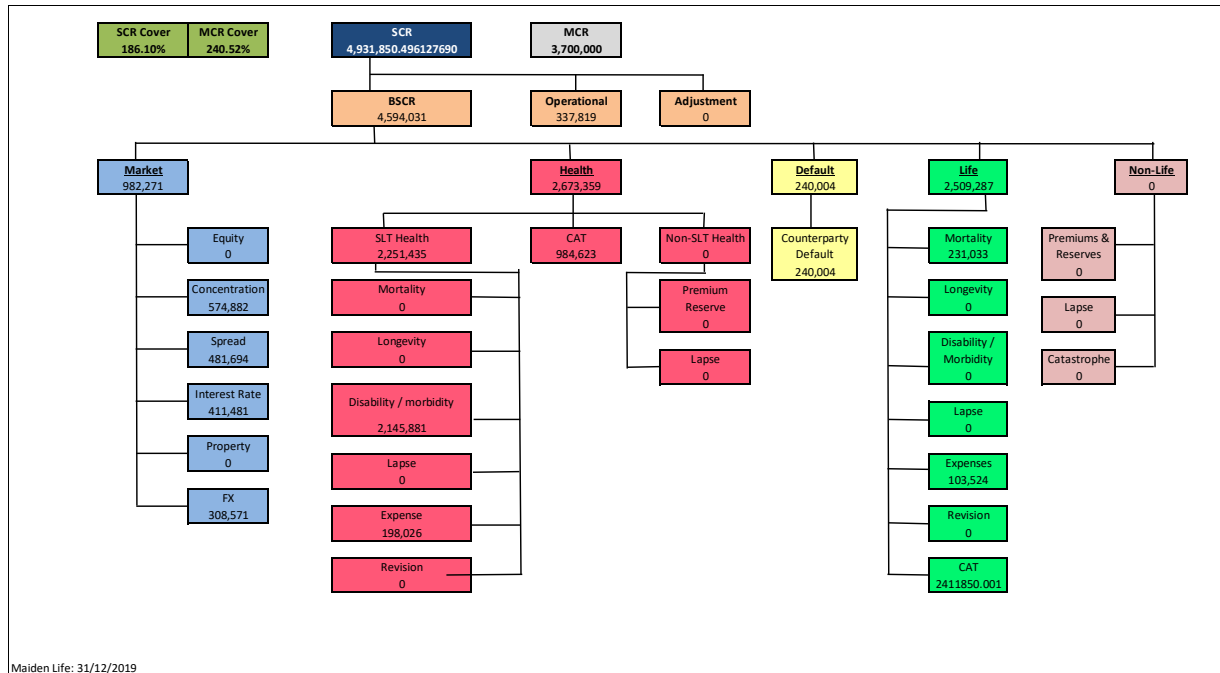 SCR Cover
186.10%
MCR Cover
240.52%
SCR
4,931,850.496127690
MCR
3,700,000
BSCR
4,594,031
Operational
337,819
Adjustment
0
Market
982,271
Health
2,673,359
Default
240,004
Life
2,509,287
Non-Life
0
Equity
0
Concentration
574,882
Spread
481,694
Interest Rate
411,481
Property
0
FX
308,571
SLT Health
2,251,435
CAT
984,623
Non-SLT Health
0
Mortality
0
Longevity
0
Disability / morbidity
2,145,881
Lapse
0
Expense
198,026
Revision
0
Premium
Reserve
0
Lapse
0
Counterparty
Default
240,004
Mortality
231,033
Longevity
0
Disability /
Morbidity
0
Lapse
0
Expenses
103,524
Revision
0
CAT
2411850.001
Premiums &
Reserves
0
Lapse
0
Catastrophe
0
Maiden Life: 31/12/2019